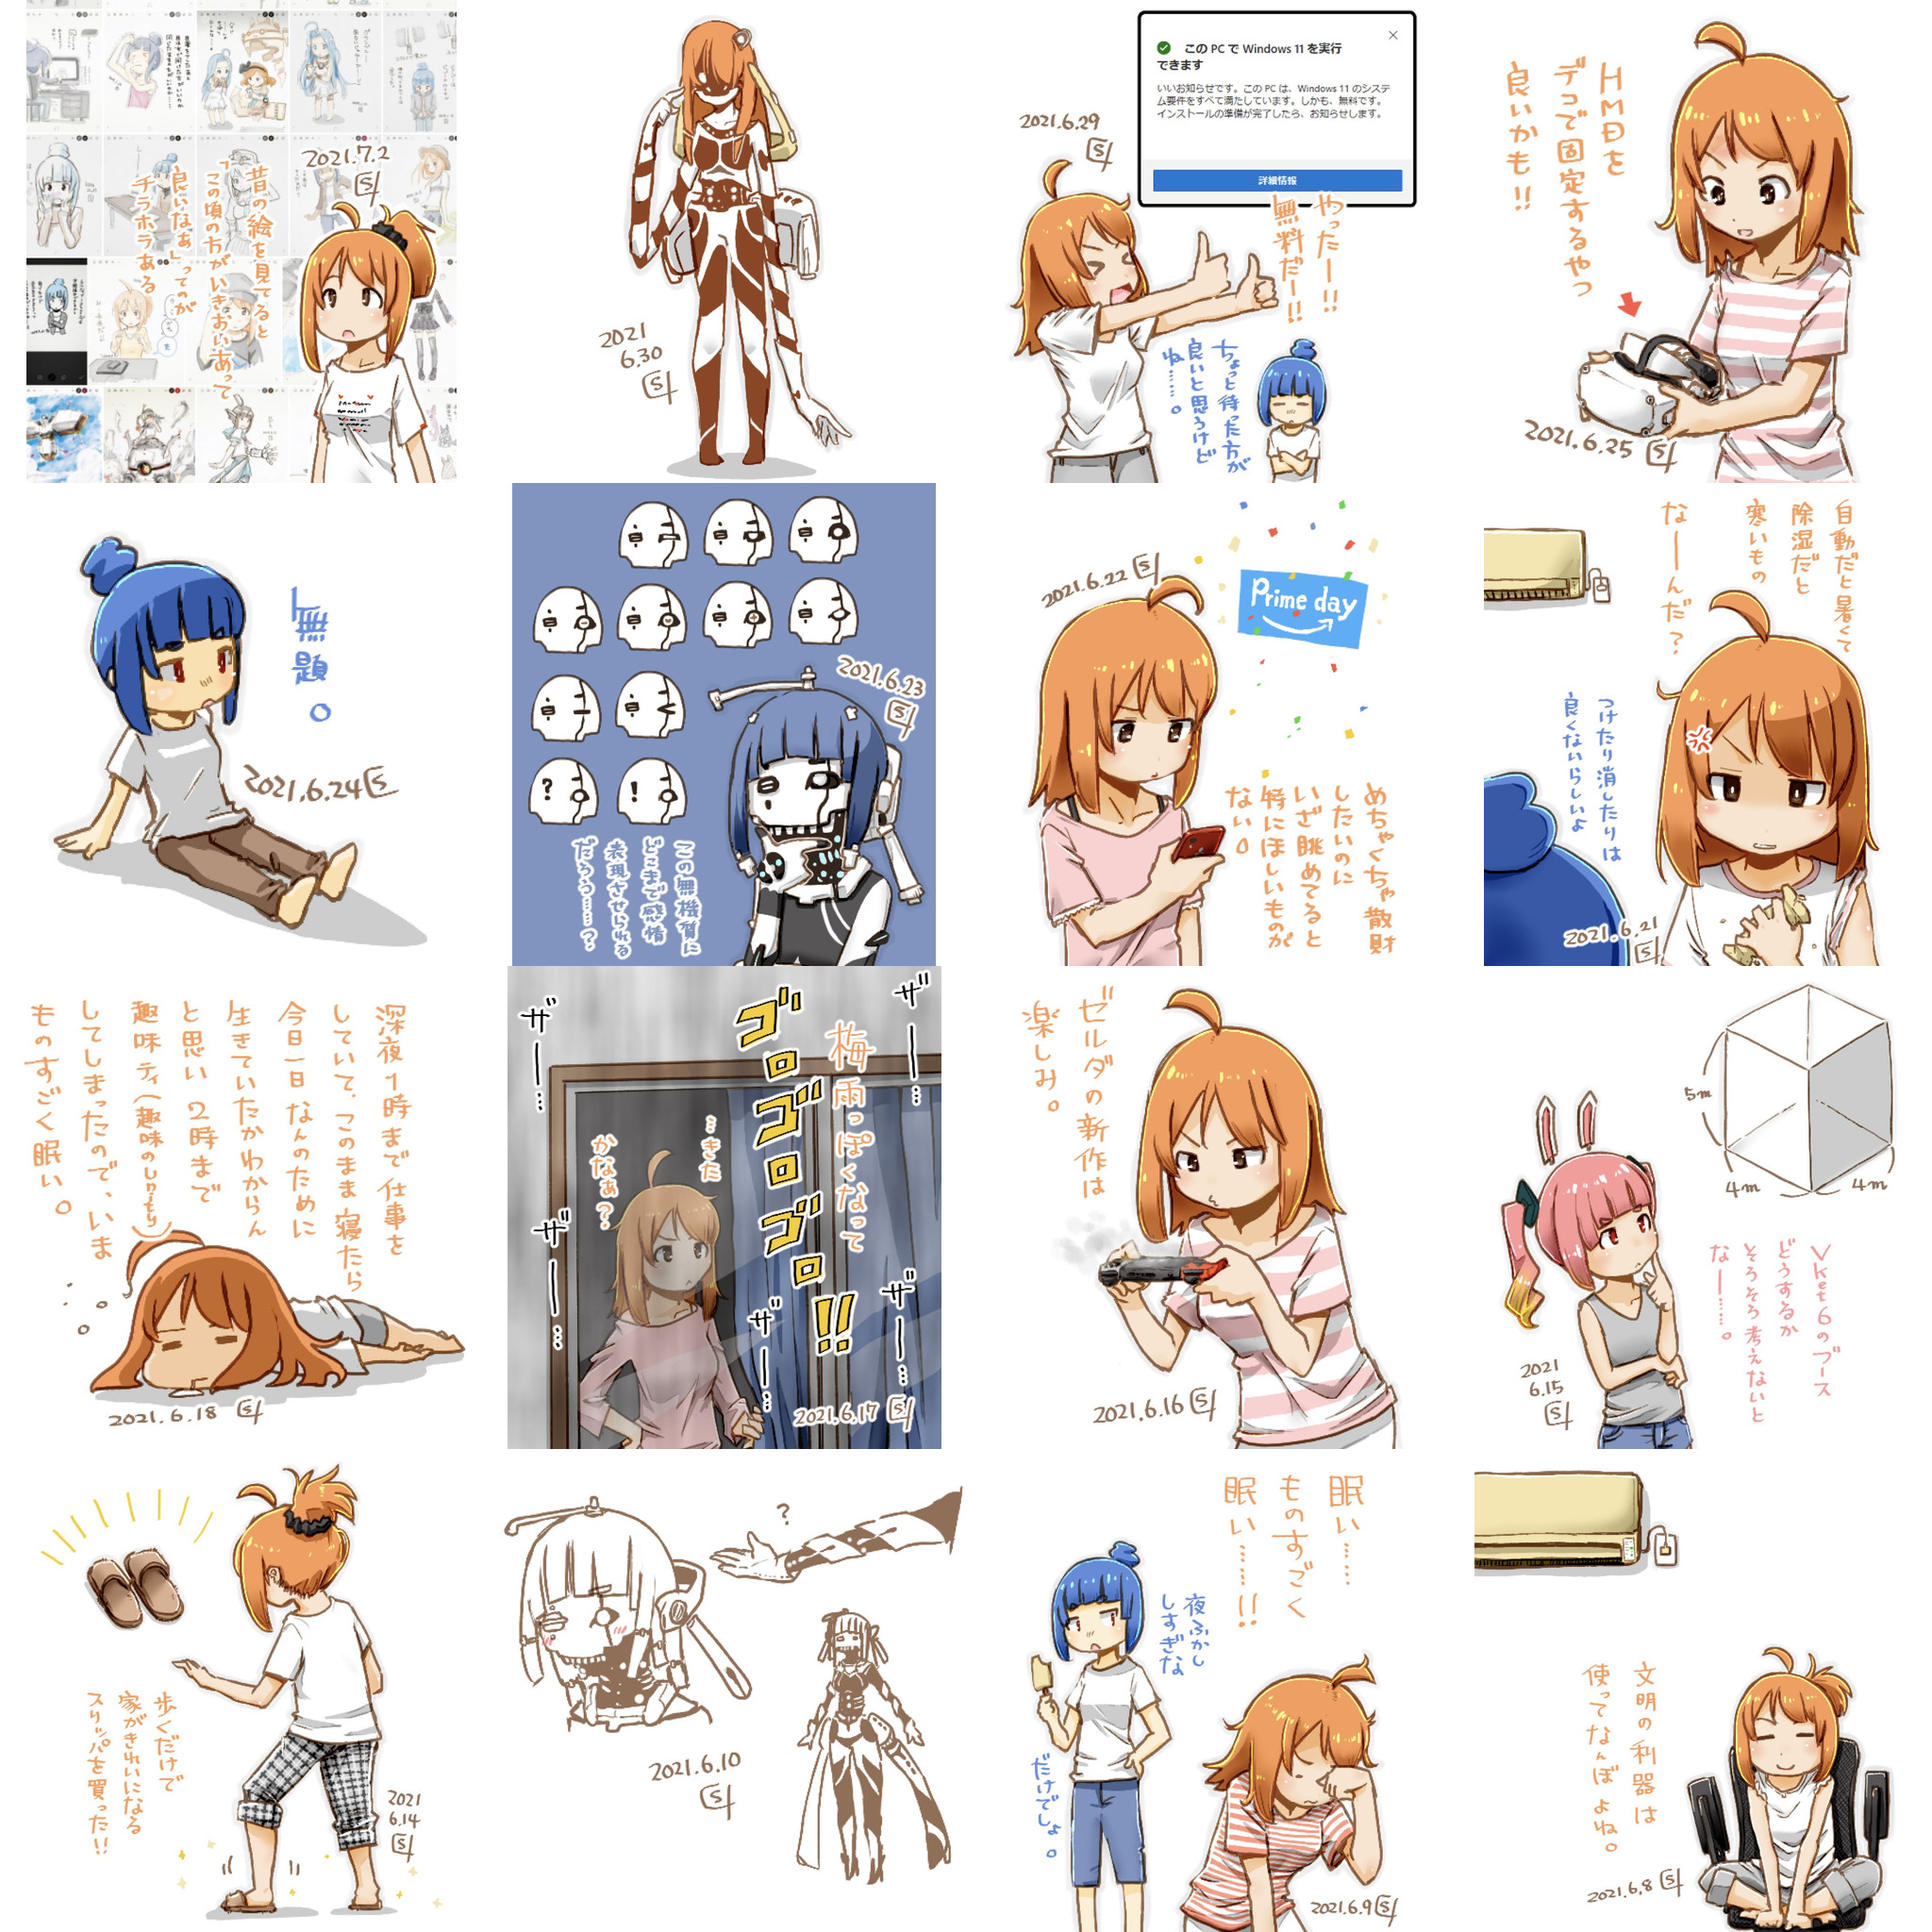 2021.7.2
昔の絵を見てると
「この頃の方がいきおいあって
良いなぁ」ってのが
チラホラある
2021
6.30
2021.6.29
このPCで Windows 11 を実行
できます
いいお知らせです。この PC は、Windows 11 のシステ
ム要件をすべて満たしています。しかも、無料です。
インストールの準備が完了したら、お知らせします。
詳細情報
やったー!!
無料だー!!
ちょっと待った方が
良いと思うけど
ね……。
HMDを
デコで固定するやつ
良いかも!!
2021.6.25
無題。
2021.6.24
2021.6.23
?
!
この無機質に
どこまで感情
表現させられる
だろう……?
2021.6.22
Prime day
めちゃくちゃ散財
したいのに
いざ眺めてると
特にほしいものが
ない。
自動だと暑くて
除湿だと
寒いもの
なーんだ?
つけたり消したりは
良くないらしいよ
2021.6.21
深夜1時まで仕事を
していて、このまま寝たら
今日一日なんのために
生きていたかわからん
と思い2時まで
趣味ティ(趣味のしnity)
してしまったので、いま
ものすごく眠い。
2021.6.18
ザー…
ザー…
ゴロゴロゴロ!!
梅雨っぽくなって
…きた
かなぁ?
ザー…
ザー…
ザー…
2021.6.17
ゼルダの新作は
楽しみ。
2021.6.16
5m
4m
4m
Vket6のブース
どうするか
そろそろ考えないと
なー……。
2021
6.15
歩くだけで
家がきれいになる
スリッパを買った!!
2021
6.14
?
2021.6.10
眠い……
ものすごく
眠い……!!
夜ふかし
しすぎな
だけでしょ。
2021.6.9
文明の利器は
使ってなんぼよね。
2021.6.8